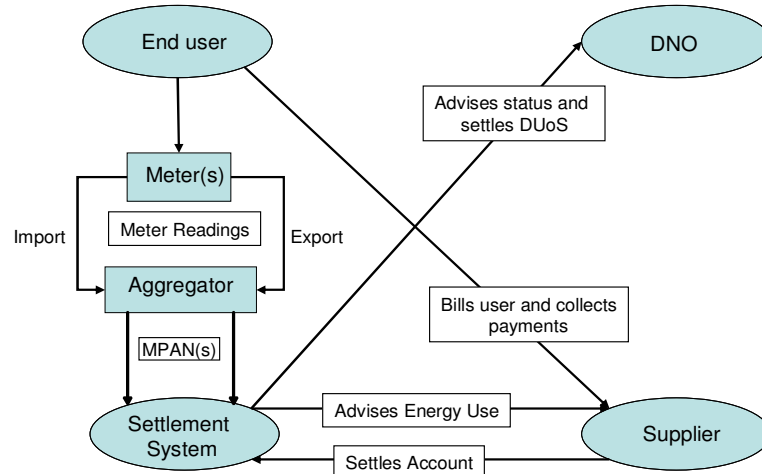 End user
DNO
Advises status and
settles DUoS
Meter(s)
Meter Readings
Import
Export
Aggregator
Bills user and collects
payments
MPAN(s)
Settlement
System
Advises Energy Use
Supplier
Settles Account